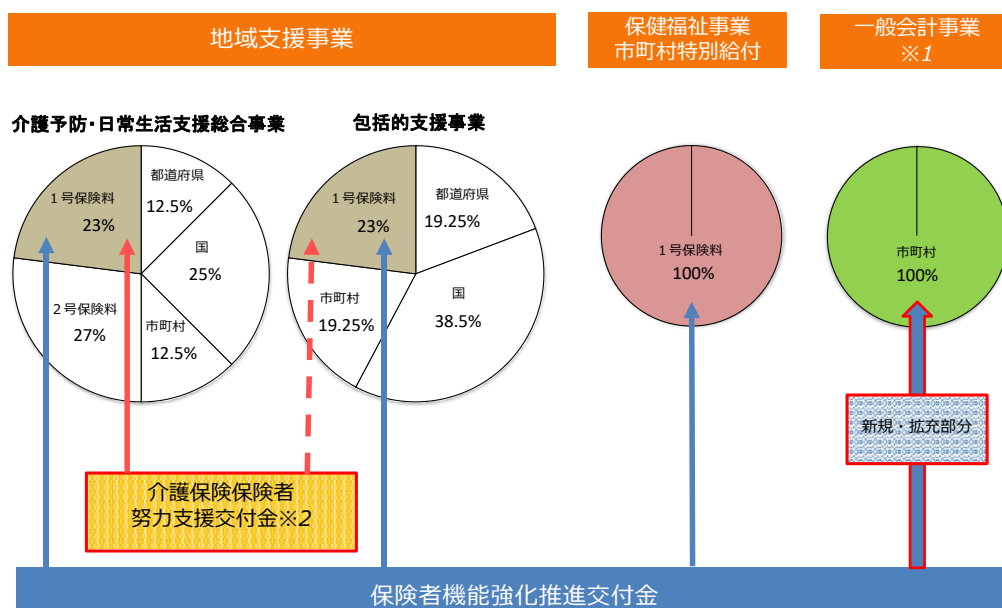 地域支援事業
保健福祉事業
市町村特別給付
一般会計事業
※1
介護予防・日常生活支援総合事業
包括的支援事業
1号保険料
23%
都道府県
12.5%
国
25%
市町村
12.5%
2号保険料
27%
1号保険料
23%
都道府県
19.25%
国
38.5%
市町村
19.25%
1号保険料
100%
市町村
100%
新規・拡充部分
介護保険保険者
努力支援交付金※2
保険者機能強化推進交付金